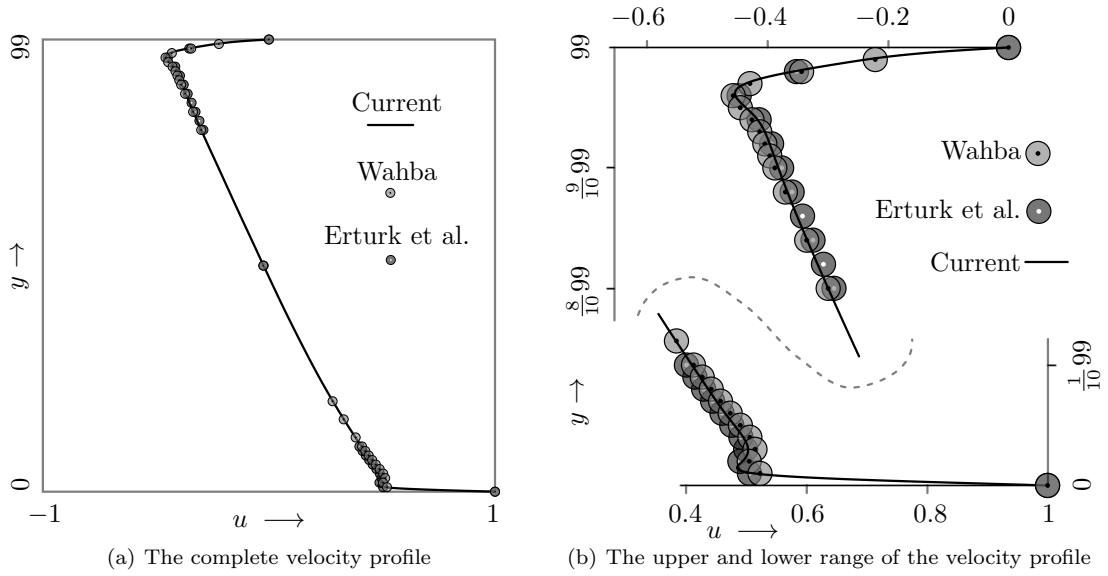 99
Current
Wahba
Erturk et al.
y →
0
−1
u →
1
(a) The complete velocity profile
−0.6
−0.4
−0.2
0
99
9/10 99
8/10 99
Wahba
Erturk et al.
Current
y →
1/10 99
0
0.4
0.6
0.8
1
u →
(b) The upper and lower range of the velocity profile